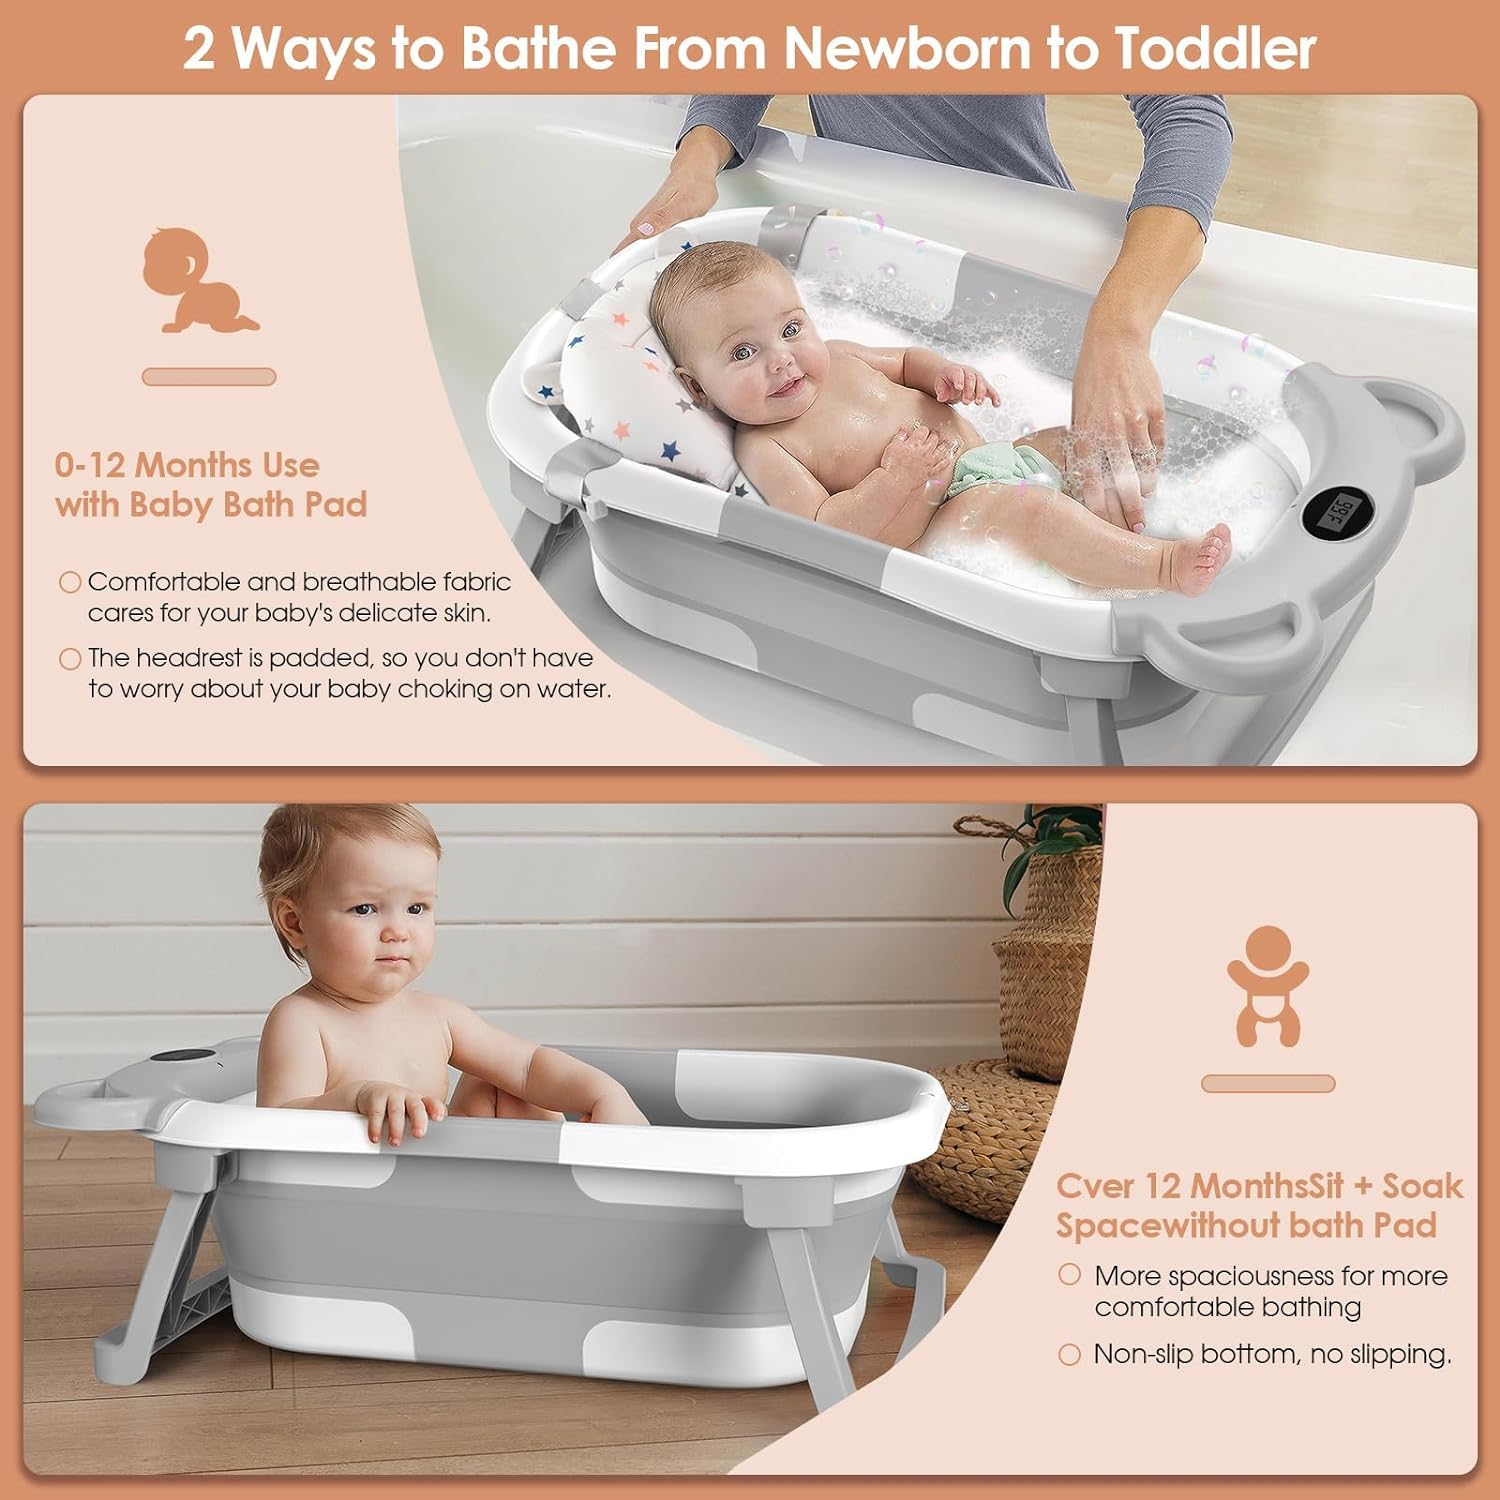 2 Ways to Bathe From Newborn to Toddler
0-12 Months Use
with Baby Bath Pad
Comfortable and breathable fabric
cares for your baby's delicate skin.
The headrest is padded, so you don't have
to worry about your baby choking on water.
Cver 12 MonthsSit + Soak
Spacewithout bath Pad
More spaciousness for more
comfortable bathing
Non-slip bottom, no slipping.